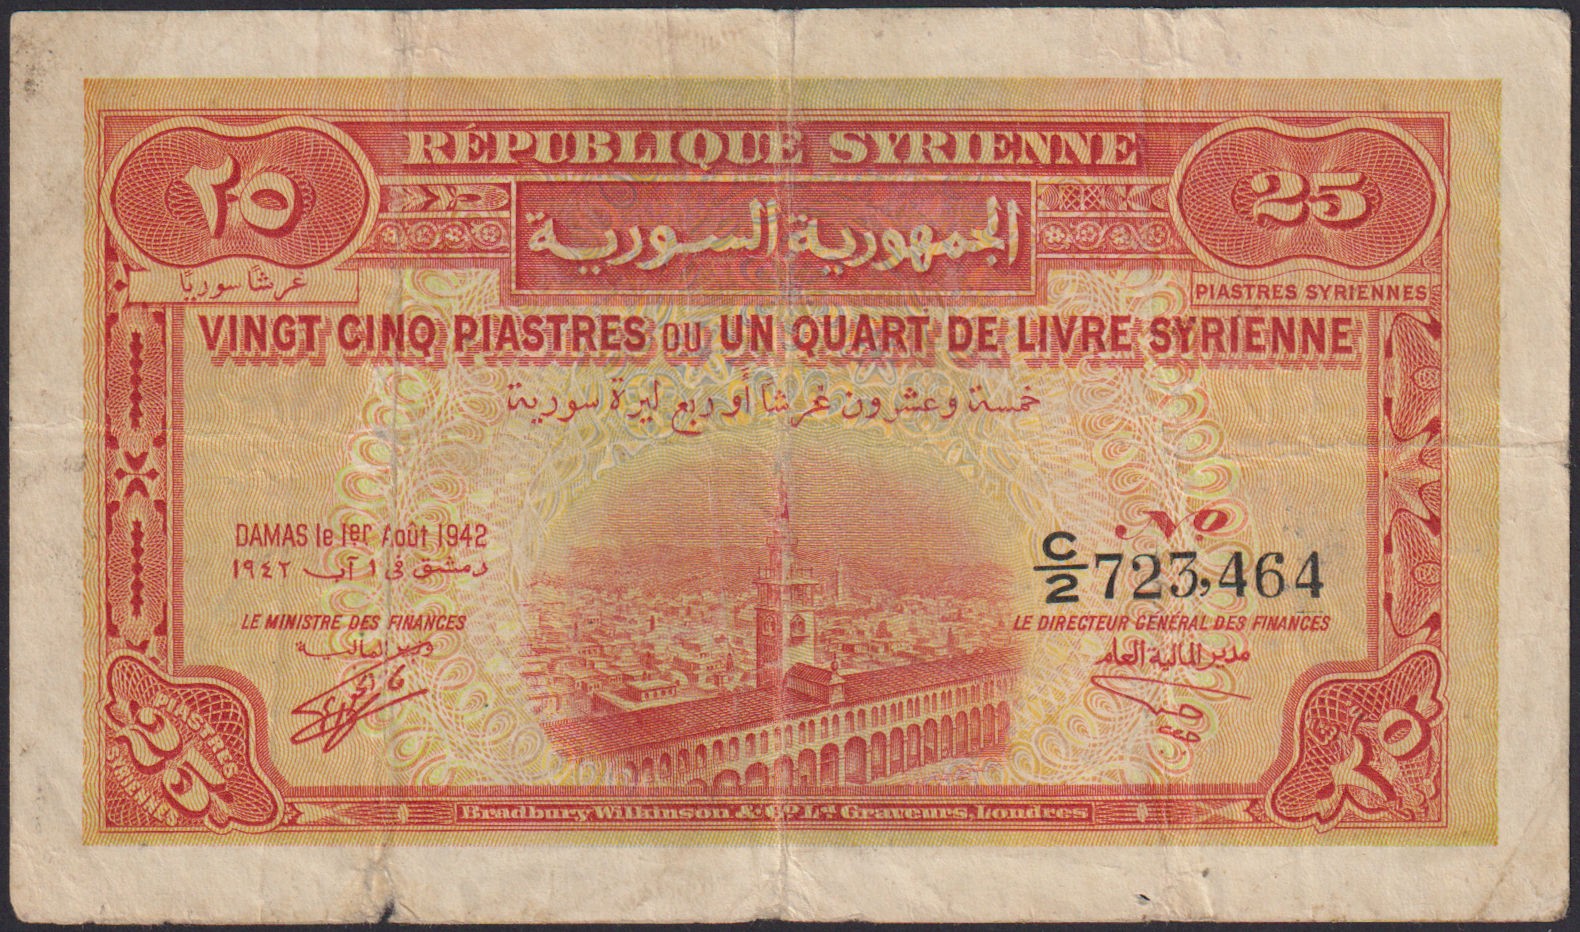 RÉPUBLIQUE SYRIENNE
٢٥
25
الجمهورية السورية
غرشا سوريا
PIASTRES SYRIENNES
VINGT CINQ PIASTRES OU UN QUART DE LIVRE SYRIENNE
خمسة وعشرون غرشاً أو ربع ليرة سورية
DAMAS le 1er Août 1942
دمشق في ١ آب ١٩٤٢
No
C/2 723,464
LE MINISTRE DES FINANCES
وزير المالية
LE DIRECTEUR GÉNÉRAL DES FINANCES
مدير المالية العام
PIASTRES
25
SYRIENNES
٢٥
Bradbury Wilkinson & Co Ld Graveurs, Londres